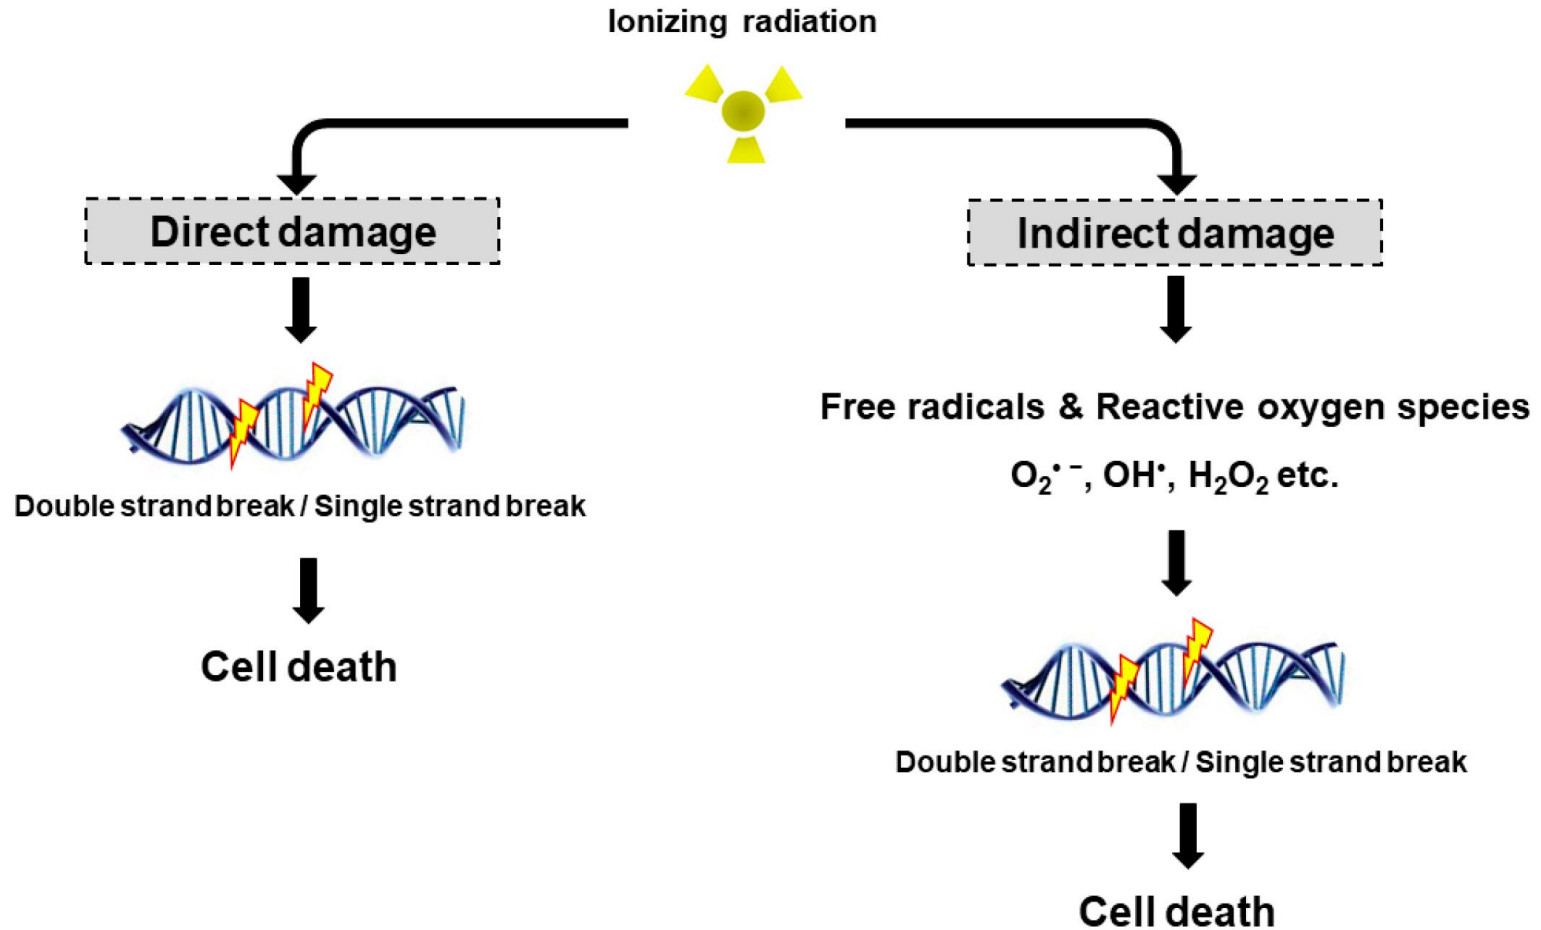 Ionizing radiation
Direct damage
Double strand break / Single strand break
Cell death
Indirect damage
Free radicals & Reactive oxygen species
O₂•⁻, OH•, H₂O₂ etc.
Double strand break / Single strand break
Cell death